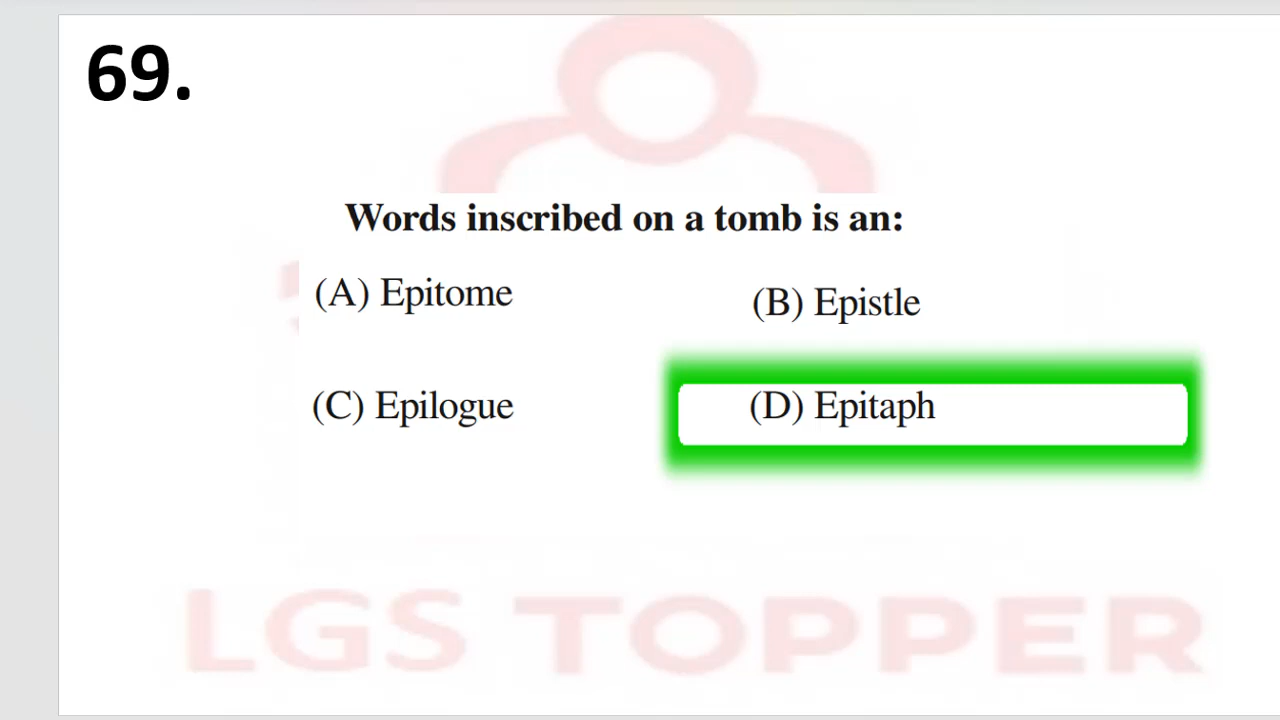 69.
Words inscribed on a tomb is an:
(A) Epitome
(B) Epistle
(C) Epilogue
(D) Epitaph
LGS TOPPER